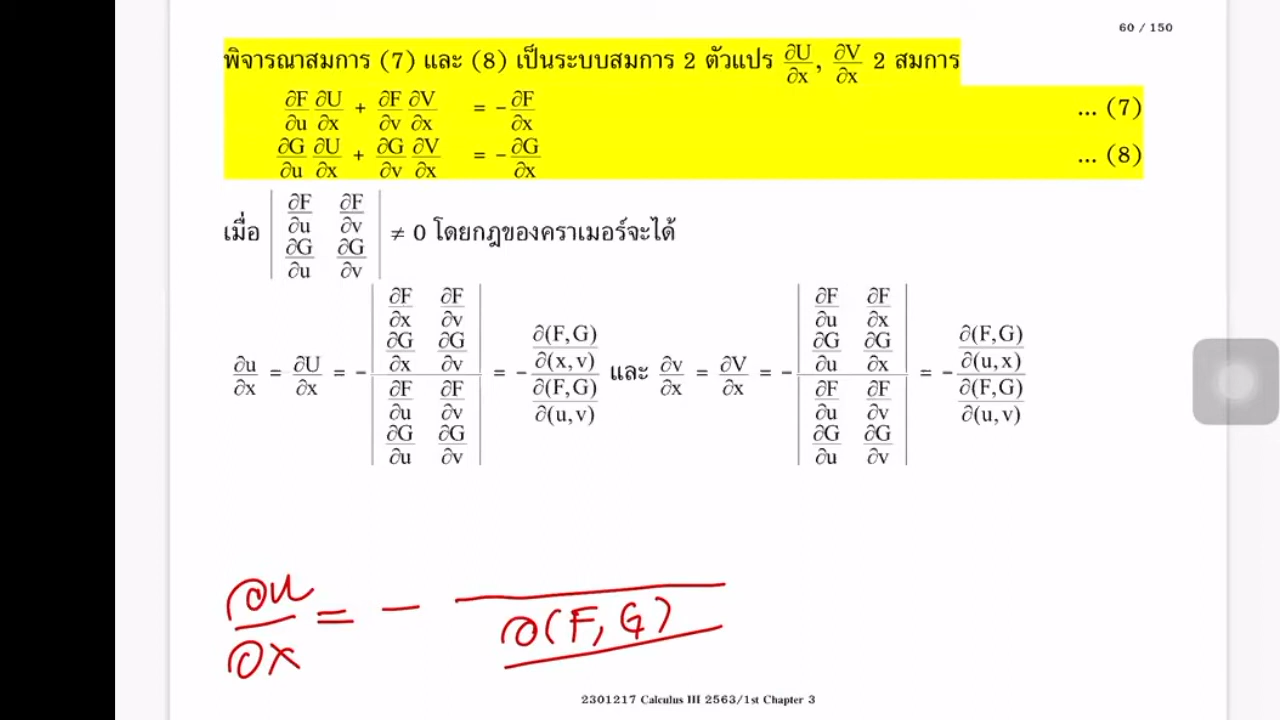 60 / 150
พิจารณาสมการ (7) และ (8) เป็นระบบสมการ 2 ตัวแปร ∂U/∂x, ∂V/∂x 2 สมการ
∂F/∂u ∂U/∂x + ∂F/∂v ∂V/∂x = -∂F/∂x ... (7)
∂G/∂u ∂U/∂x + ∂G/∂v ∂V/∂x = -∂G/∂x ... (8)
เมื่อ |∂F/∂u ∂F/∂v; ∂G/∂u ∂G/∂v| ≠ 0 โดยกฎของคราเมอร์จะได้
∂u/∂x = ∂U/∂x = - |∂F/∂x ∂F/∂v; ∂G/∂x ∂G/∂v| / |∂F/∂u ∂F/∂v; ∂G/∂u ∂G/∂v| = - ∂(F,G)/∂(x,v) / ∂(F,G)/∂(u,v) และ ∂v/∂x = ∂V/∂x = - |∂F/∂u ∂F/∂x; ∂G/∂u ∂G/∂x| / |∂F/∂u ∂F/∂v; ∂G/∂u ∂G/∂v| = - ∂(F,G)/∂(u,x) / ∂(F,G)/∂(u,v)
∂u/∂x = - ∂(F,G)
2301217 Calculus III 2563/1st Chapter 3